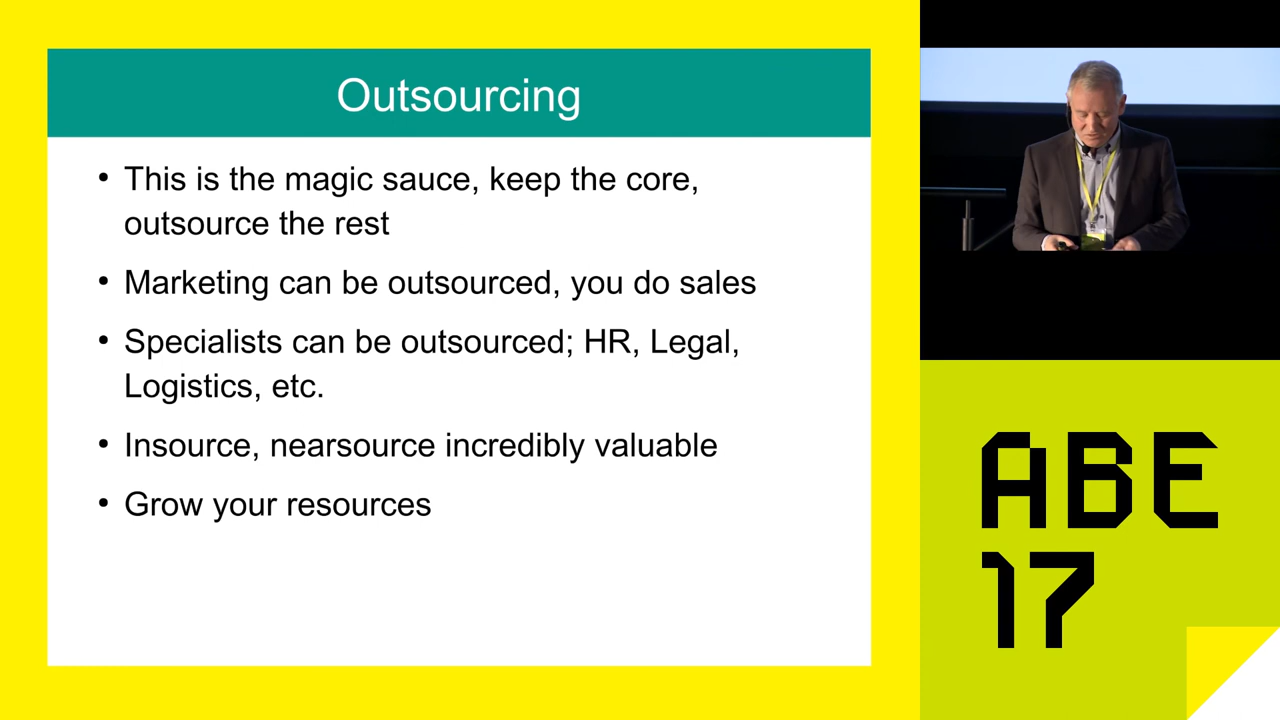 Outsourcing
• This is the magic sauce, keep the core,
outsource the rest
• Marketing can be outsourced, you do sales
• Specialists can be outsourced; HR, Legal,
Logistics, etc.
• Insource, nearsource incredibly valuable
• Grow your resources
ABE
17